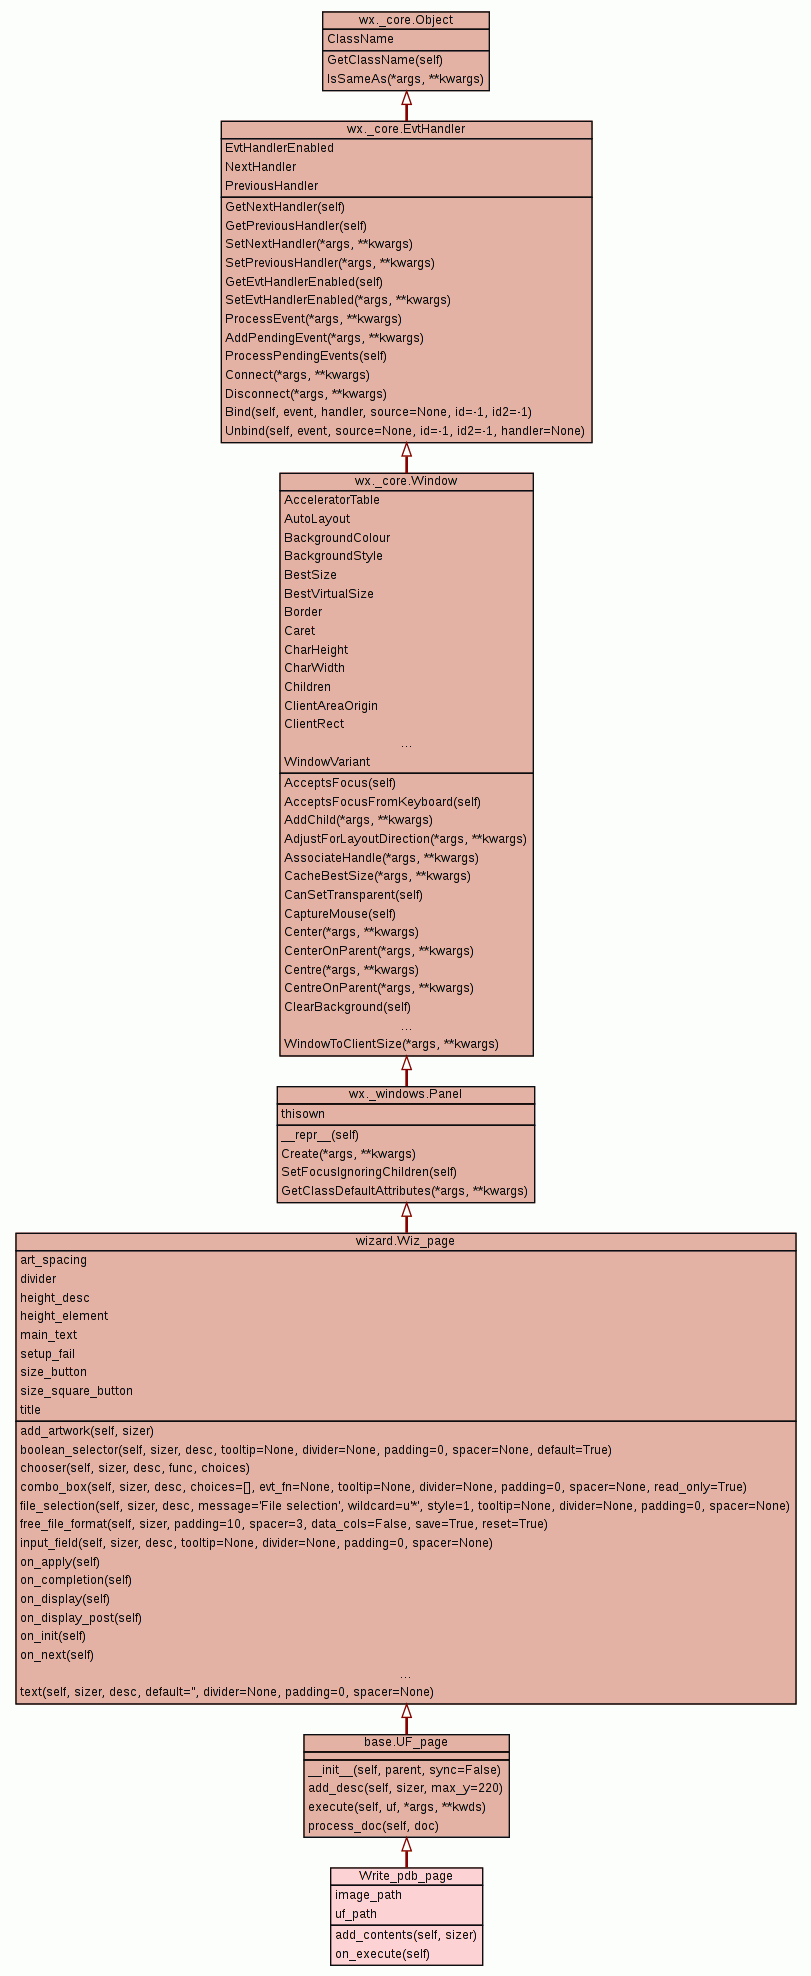 wx._core.Object
ClassName
GetClassName(self)
IsSameAs(*args, **kwargs)
wx._core.EvtHandler
EvtHandlerEnabled
NextHandler
PreviousHandler
GetNextHandler(self)
GetPreviousHandler(self)
SetNextHandler(*args, **kwargs)
SetPreviousHandler(*args, **kwargs)
GetEvtHandlerEnabled(self)
SetEvtHandlerEnabled(*args, **kwargs)
ProcessEvent(*args, **kwargs)
AddPendingEvent(*args, **kwargs)
ProcessPendingEvents(self)
Connect(*args, **kwargs)
Disconnect(*args, **kwargs)
Bind(self, event, handler, source=None, id=-1, id2=-1)
Unbind(self, event, source=None, id=-1, id2=-1, handler=None)
wx._core.Window
AcceleratorTable
AutoLayout
BackgroundColour
BackgroundStyle
BestSize
BestVirtualSize
Border
Caret
CharHeight
CharWidth
Children
ClientAreaOrigin
ClientRect
...
WindowVariant
AcceptsFocus(self)
AcceptsFocusFromKeyboard(self)
AddChild(*args, **kwargs)
AdjustForLayoutDirection(*args, **kwargs)
AssociateHandle(*args, **kwargs)
CacheBestSize(*args, **kwargs)
CanSetTransparent(self)
CaptureMouse(self)
Center(*args, **kwargs)
CenterOnParent(*args, **kwargs)
Centre(*args, **kwargs)
CentreOnParent(*args, **kwargs)
ClearBackground(self)
...
WindowToClientSize(*args, **kwargs)
wx._windows.Panel
thisown
__repr__(self)
Create(*args, **kwargs)
SetFocusIgnoringChildren(self)
GetClassDefaultAttributes(*args, **kwargs)
wizard.Wiz_page
art_spacing
divider
height_desc
height_element
main_text
setup_fail
size_button
size_square_button
title
add_artwork(self, sizer)
boolean_selector(self, sizer, desc, tooltip=None, divider=None, padding=0, spacer=None, default=True)
chooser(self, sizer, desc, func, choices)
combo_box(self, sizer, desc, choices=[], evt_fn=None, tooltip=None, divider=None, padding=0, spacer=None, read_only=True)
file_selection(self, sizer, desc, message='File selection', wildcard=u'*', style=1, tooltip=None, divider=None, padding=0, spacer=None)
free_file_format(self, sizer, padding=10, spacer=3, data_cols=False, save=True, reset=True)
input_field(self, sizer, desc, tooltip=None, divider=None, padding=0, spacer=None)
on_apply(self)
on_completion(self)
on_display(self)
on_display_post(self)
on_init(self)
on_next(self)
...
text(self, sizer, desc, default='', divider=None, padding=0, spacer=None)
base.UF_page
__init__(self, parent, sync=False)
add_desc(self, sizer, max_y=220)
execute(self, uf, *args, **kwds)
process_doc(self, doc)
Write_pdb_page
image_path
uf_path
add_contents(self, sizer)
on_execute(self)